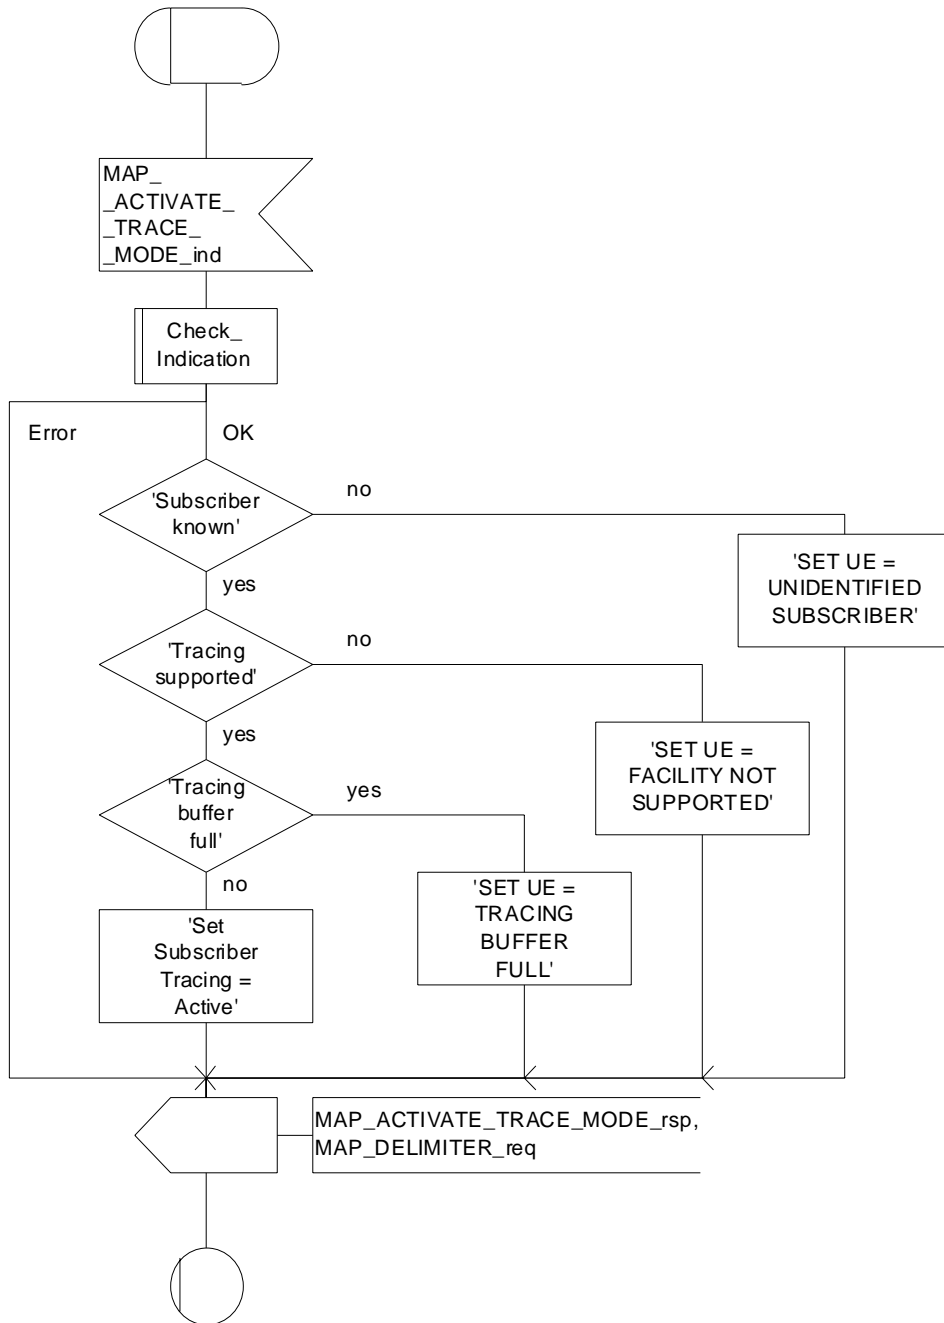 MAP_
_ACTIVATE_
_TRACE_
_MODE_ind
Check_
Indication
Error
OK
'Subscriber
known'
no
'SET UE =
UNIDENTIFIED
SUBSCRIBER'
yes
'Tracing
supported'
no
'SET UE =
FACILITY NOT
SUPPORTED'
yes
'Tracing
buffer
full'
yes
'SET UE =
TRACING
BUFFER
FULL'
no
'Set
Subscriber
Tracing =
Active'
MAP_ACTIVATE_TRACE_MODE_rsp,
MAP_DELIMITER_req